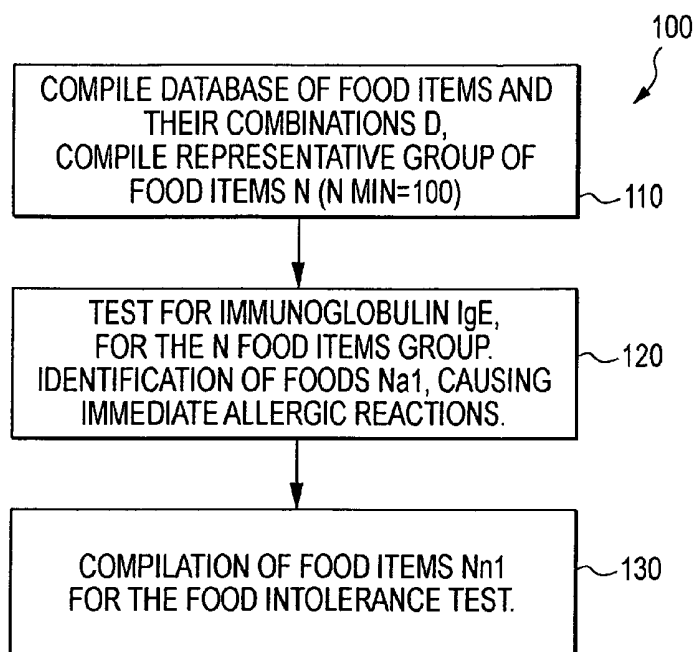 100
COMPILE DATABASE OF FOOD ITEMS AND
THEIR COMBINATIONS D,
COMPILE REPRESENTATIVE GROUP OF
FOOD ITEMS N (N MIN=100)
110
TEST FOR IMMUNOGLOBULIN IgE,
FOR THE N FOOD ITEMS GROUP.
IDENTIFICATION OF FOODS Na1, CAUSING
IMMEDIATE ALLERGIC REACTIONS.
120
COMPILATION OF FOOD ITEMS Nn1
FOR THE FOOD INTOLERANCE TEST.
130